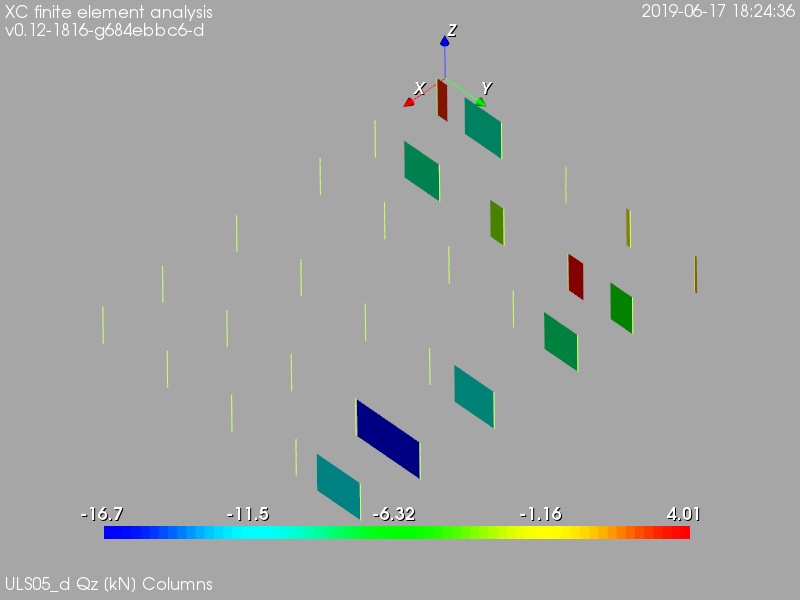 XC finite element analysis
v0.12-1816-g684ebbc6-d
2019-06-17 18:24:36
Z
X
Y
-16.7 -11.5 -6.32 -1.16 4.01
ULS05_d Qz (kN) Columns